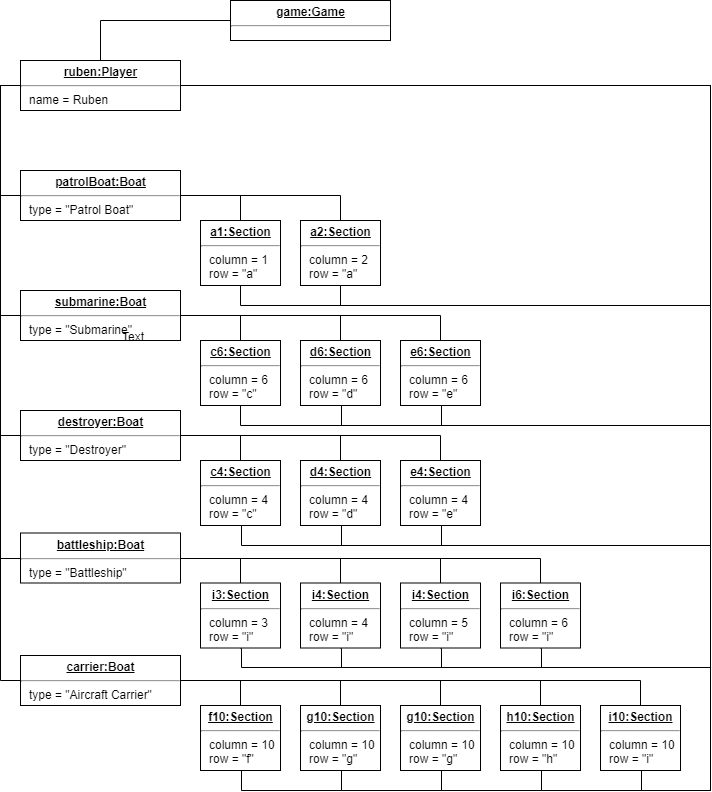 game:Game
ruben:Player
name = Ruben
patrolBoat:Boat
type = "Patrol Boat"
a1:Section
a2:Section
column = 1
column = 2
row = "a"
row = "a"
submarine:Boat
type = "Submarine"
Text
c6:Section
d6:Section
e6:Section
column = 6
column = 6
column = 6
row = "c"
row = "d"
row = "e"
destroyer:Boat
type = "Destroyer"
c4:Section
d4:Section
e4:Section
column = 4
column = 4
column = 4
row = "c"
row = "d"
row = "e"
battleship:Boat
type = "Battleship"
i3:Section
i4:Section
i4:Section
i6:Section
column = 3
column = 4
column = 5
column = 6
row = "i"
row = "i"
row = "i"
row = "i"
carrier:Boat
type = "Aircraft Carrier"
f10:Section
g10:Section
g10:Section
h10:Section
i10:Section
column = 10
column = 10
column = 10
column = 10
column = 10
row = "f"
row = "g"
row = "g"
row = "h"
row = "i"